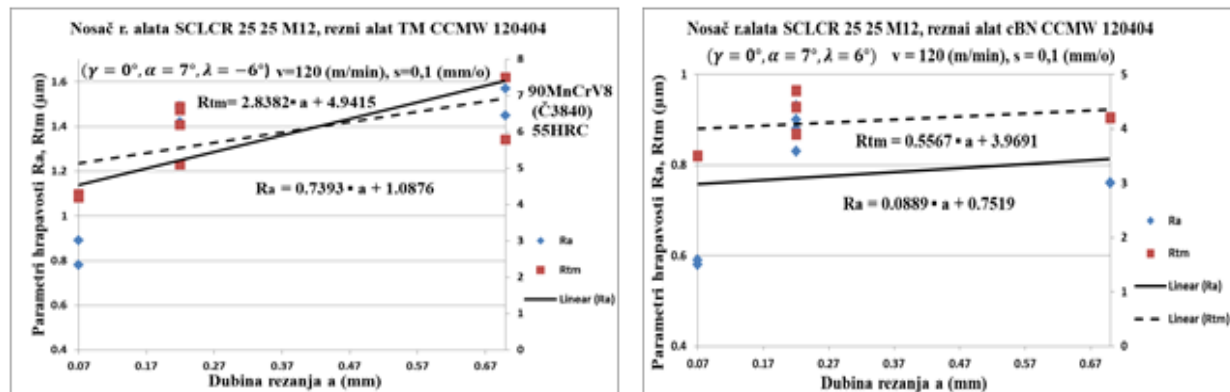 Nosač r. alata SCLCR 25 25 M12, rezni alat TM CCMW 120404
(γ = 0°, α = 7°, λ = −6°) v=120 (m/min), s=0,1 (mm/o)
Parametri hrapavosti Ra, Rtm (μm)
1.6
1.4
1.2
1
0.8
0.6
0.4
Rtm= 2.8382• a + 4.9415
90MnCrV8
(Č3840)
55HRC
Ra = 0.7393• a + 1.0876
8
7
6
5
4
3
2
1
0
Ra
Rtm
Linear (Ra)
Linear (Rtm)
0.07 0.17 0.27 0.37 0.47 0.57 0.67
Dubina rezanja a (mm)
Nosač r.alata SCLCR 25 25 M12, reznai alat cBN CCMW 120404
(γ = 0°, α = 7°, λ = 6°) v = 120 (m/min), s = 0,1 (mm/o)
Parametri hrapavosti Ra, Rtm (μm)
1
0.8
0.6
0.4
Rtm = 0.5567• a + 3.9691
Ra = 0.0889• a + 0.7519
5
4
3
2
1
0
Ra
Rtm
Linear (Ra)
Linear (Rtm)
0.07 0.17 0.27 0.37 0.47 0.57 0.67
Dubina rezanja a (mm)